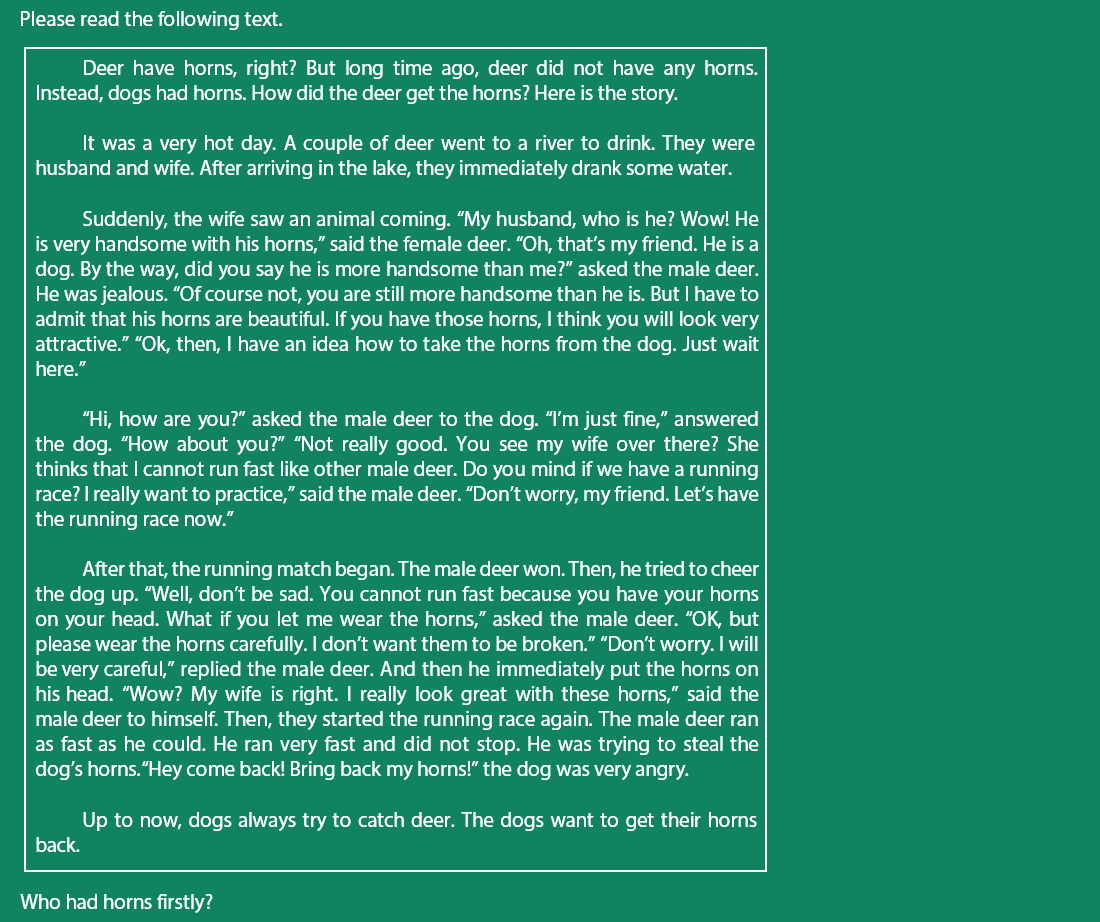 Please read the following text.
Deer have horns, right? But long time ago, deer did not have any horns.
Instead, dogs had horns. How did the deer get the horns? Here is the story.
It was a very hot day. A couple of deer went to a river to drink. They were
husband and wife. After arriving in the lake, they immediately drank some water.
Suddenly, the wife saw an animal coming. “My husband, who is he? Wow! He
is very handsome with his horns,” said the female deer. “Oh, that’s my friend. He is a
dog. By the way, did you say he is more handsome than me?” asked the male deer.
He was jealous. “Of course not, you are still more handsome than he is. But I have to
admit that his horns are beautiful. If you have those horns, I think you will look very
attractive.” “Ok, then, I have an idea how to take the horns from the dog. Just wait
here.”
“Hi, how are you?” asked the male deer to the dog. “I’m just fine,” answered
the dog. “How about you?” “Not really good. You see my wife over there? She
thinks that I cannot run fast like other male deer. Do you mind if we have a running
race? I really want to practice,” said the male deer. “Don’t worry, my friend. Let’s have
the running race now.”
After that, the running match began. The male deer won. Then, he tried to cheer
the dog up. “Well, don’t be sad. You cannot run fast because you have your horns
on your head. What if you let me wear the horns,” asked the male deer. “OK, but
please wear the horns carefully. I don’t want them to be broken.” “Don’t worry. I will
be very careful,” replied the male deer. And then he immediately put the horns on
his head. “Wow? My wife is right. I really look great with these horns,” said the
male deer to himself. Then, they started the running race again. The male deer ran
as fast as he could. He ran very fast and did not stop. He was trying to steal the
dog’s horns.“Hey come back! Bring back my horns!” the dog was very angry.
Up to now, dogs always try to catch deer. The dogs want to get their horns
back.
Who had horns firstly?